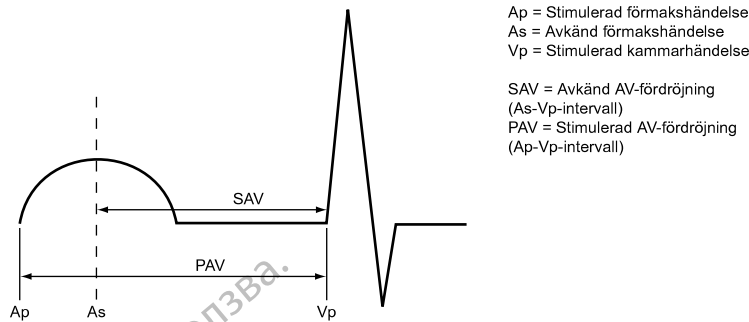 Ap = Stimulerad förmakshändelse
As = Avkänd förmakshändelse
Vp = Stimulerad kammarhändelse
SAV = Avkänd AV-fördröjning
(As-Vp-intervall)
PAV = Stimulerad AV-fördröjning
(Ap-Vp-intervall)
SAV
PAV
Ap
As
Vp